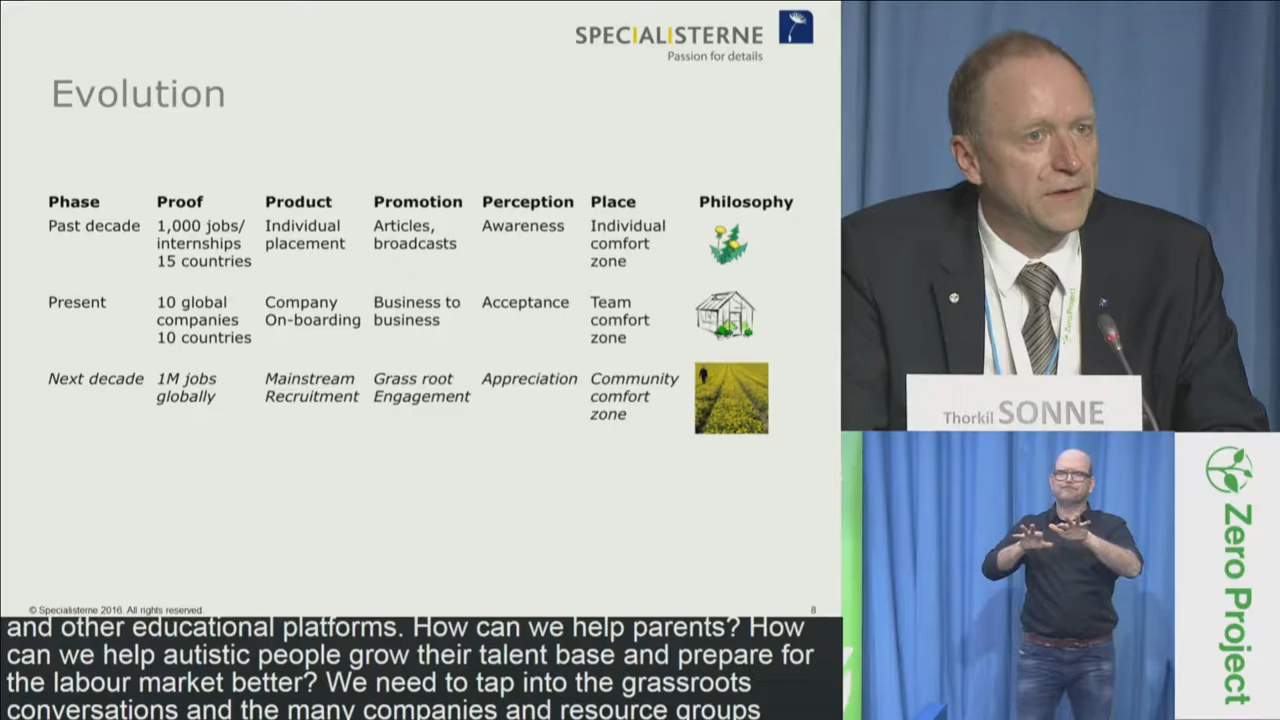 SPECIALISTERNE
Passion for details
Evolution
Phase Proof Product Promotion Perception Place Philosophy
Past decade 1,000 jobs/ Individual Articles, Awareness Individual
internships placement broadcasts comfort
15 countries zone
Present 10 global Company Business to Acceptance Team
companies On-boarding business comfort
10 countries zone
Next decade 1M jobs Mainstream Grass root Appreciation Community
globally Recruitment Engagement comfort
zone
© Specialisterne 2016. All rights reserved.
8
Zero Project
Thorkil SONNE
Zero Project
and other educational platforms. How can we help parents? How
can we help autistic people grow their talent base and prepare for
the labour market better? We need to tap into the grassroots
conversations and the many companies and resource groups